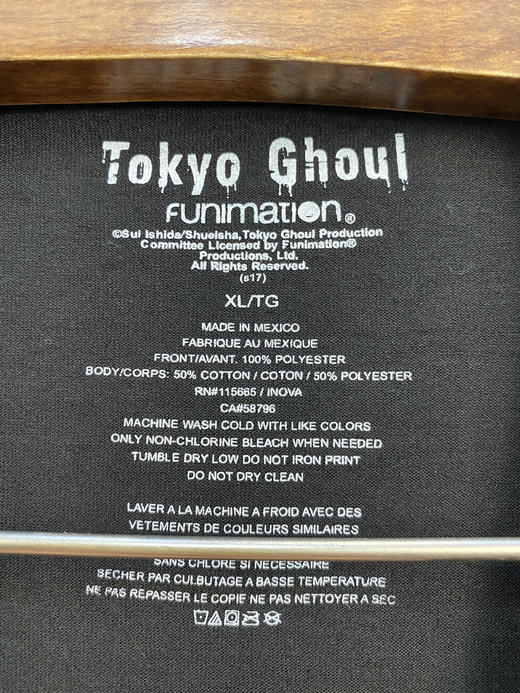 Tokyo Ghoul
FUNIMATION®
©Sui Ishida/Shueisha,Tokyo Ghoul Production
Committee Licensed by Funimation®
Productions, Ltd.
All Rights Reserved.
(s17)
XL/TG
MADE IN MEXICO
FABRIQUE AU MEXIQUE
FRONT/AVANT. 100% POLYESTER
BODY/CORPS: 50% COTTON / COTON / 50% POLYESTER
RN#115665 / INOVA
CA#58796
MACHINE WASH COLD WITH LIKE COLORS
ONLY NON-CHLORINE BLEACH WHEN NEEDED
TUMBLE DRY LOW DO NOT IRON PRINT
DO NOT DRY CLEAN
LAVER A LA MACHINE A FROID AVEC DES
VETEMENTS DE COULEURS SIMILAIRES
SANS CHLORE SI NECESSAIRE
SECHER PAR CULBUTAGE A BASSE TEMPERATURE
NE PAS REPASSER LE COPIE NE PAS NETTOYER A SEC